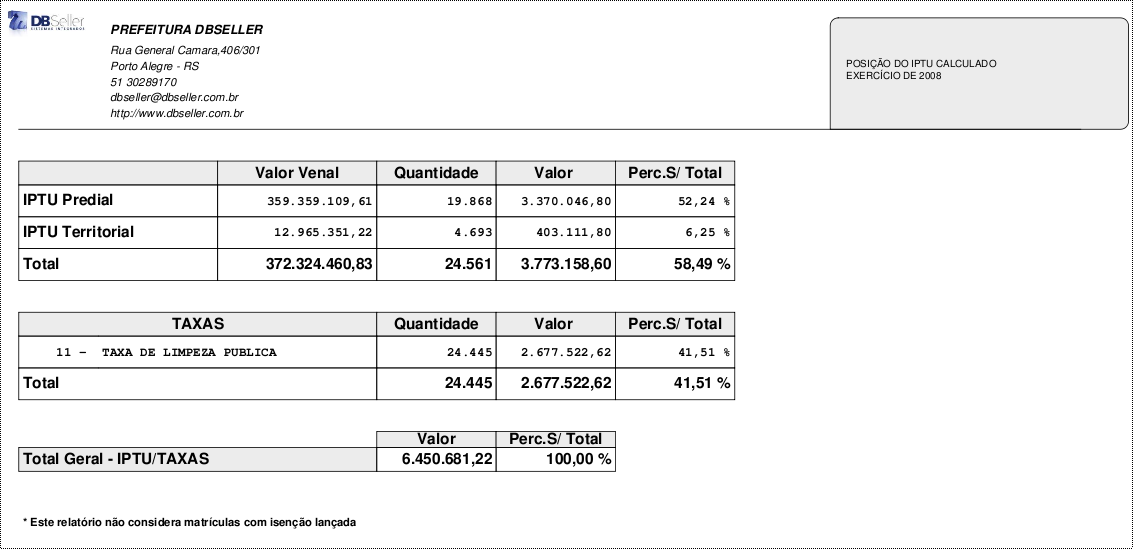 DBSeller
SISTEMAS INTEGRADOS
PREFEITURA DBSELLER
Rua General Camara,406/301
Porto Alegre - RS
51 30289170
dbseller@dbseller.com.br
http://www.dbseller.com.br
POSIÇÃO DO IPTU CALCULADO
EXERCÍCIO DE 2008
Valor Venal Quantidade Valor Perc.S/ Total
IPTU Predial 359.359.109,61 19.868 3.370.046,80 52,24 %
IPTU Territorial 12.965.351,22 4.693 403.111,80 6,25 %
Total 372.324.460,83 24.561 3.773.158,60 58,49 %
TAXAS Quantidade Valor Perc.S/ Total
11 - TAXA DE LIMPEZA PUBLICA 24.445 2.677.522,62 41,51 %
Total 24.445 2.677.522,62 41,51 %
Valor Perc.S/ Total
Total Geral - IPTU/TAXAS 6.450.681,22 100,00 %
* Este relatório não considera matrículas com isenção lançada